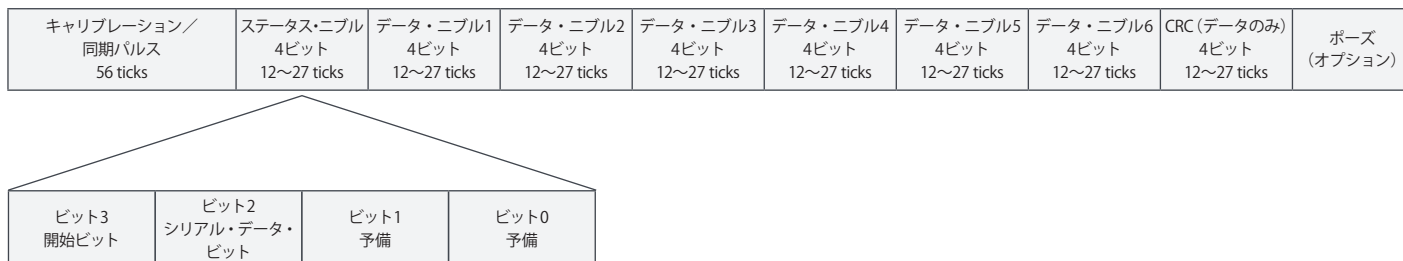 キャリブレーション／
同期パルス
56 ticks
ステータス・ニブル
4ビット
12〜27 ticks
データ・ニブル1
4ビット
12〜27 ticks
データ・ニブル2
4ビット
12〜27 ticks
データ・ニブル3
4ビット
12〜27 ticks
データ・ニブル4
4ビット
12〜27 ticks
データ・ニブル5
4ビット
12〜27 ticks
データ・ニブル6
4ビット
12〜27 ticks
CRC（データのみ）
4ビット
12〜27 ticks
ポーズ
（オプション）
ビット3
開始ビット
ビット2
シリアル・データ・
ビット
ビット1
予備
ビット0
予備